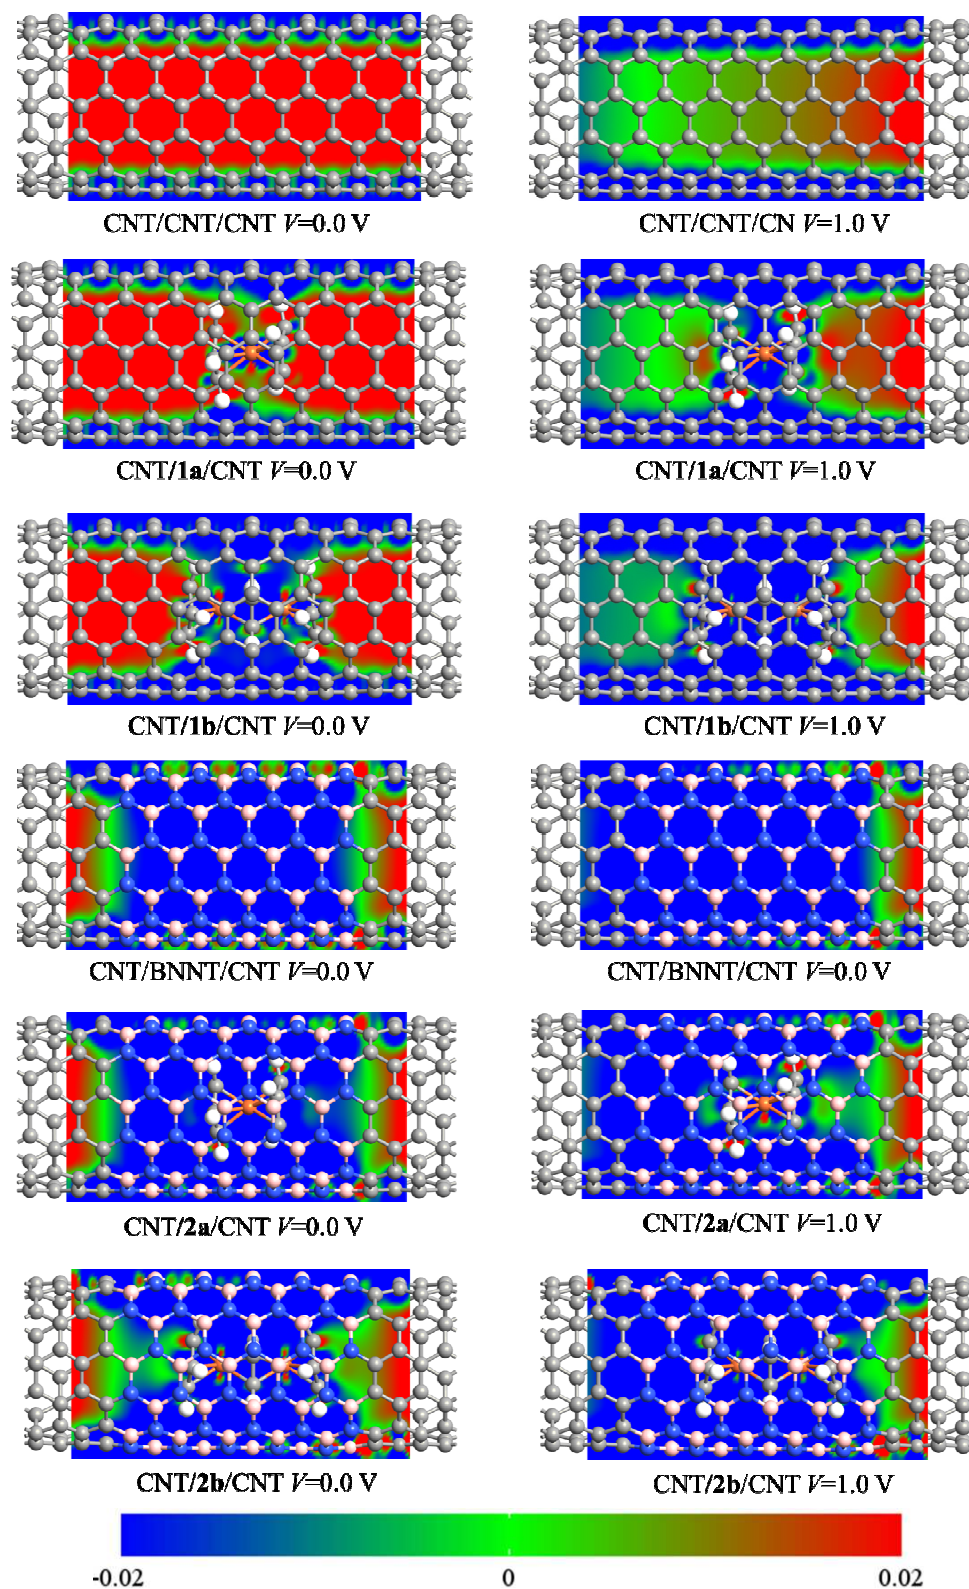 CNT/CNT/CNT V=0.0 V
CNT/CNT/CN V=1.0 V
CNT/1a/CNT V=0.0 V
CNT/1a/CNT V=1.0 V
CNT/1b/CNT V=0.0 V
CNT/1b/CNT V=1.0 V
CNT/BNNT/CNT V=0.0 V
CNT/BNNT/CNT V=0.0 V
CNT/2a/CNT V=0.0 V
CNT/2a/CNT V=1.0 V
CNT/2b/CNT V=0.0 V
CNT/2b/CNT V=1.0 V
-0.02 0 0.02